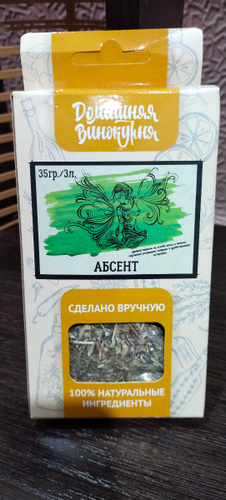 Домашняя
Винокурня
35гр./3л.
АБСЕНТ
СДЕЛАНО ВРУЧНУЮ
100% НАТУРАЛЬНЫЕ
ИНГРЕДИЕНТЫ